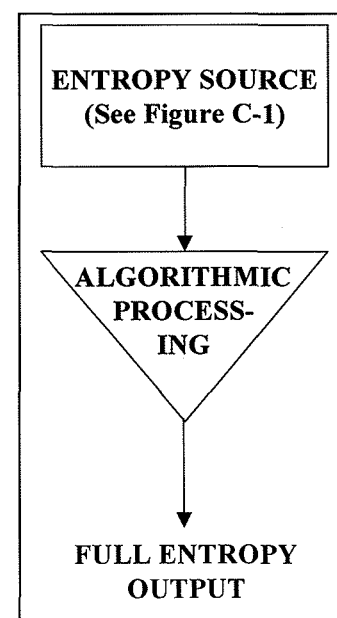 ENTROPY SOURCE
(See Figure C-1)
ALGORITHMIC
PROCESS-
ING
FULL ENTROPY
OUTPUT